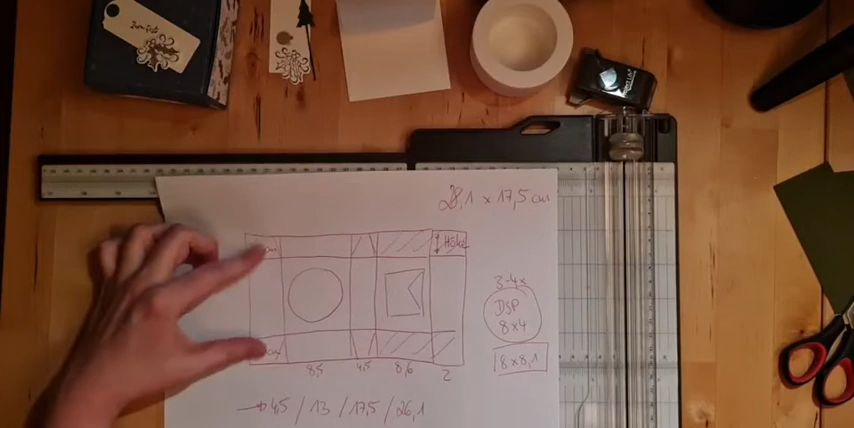 28,1 x 17,5 cm
Höhe
3-4x
DSP
8x4
8x8,1
8,5 4,5 8,6 2
→ 4,5 / 13 / 17,5 / 26,1